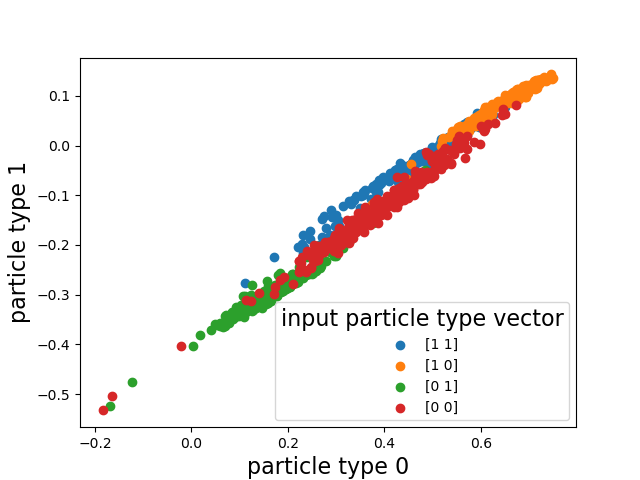 0.1
0.0
−0.1
−0.2
−0.3
−0.4
−0.5
particle type 1
input particle type vector
[1 1]
[1 0]
[0 1]
[0 0]
−0.2 0.0 0.2 0.4 0.6
particle type 0